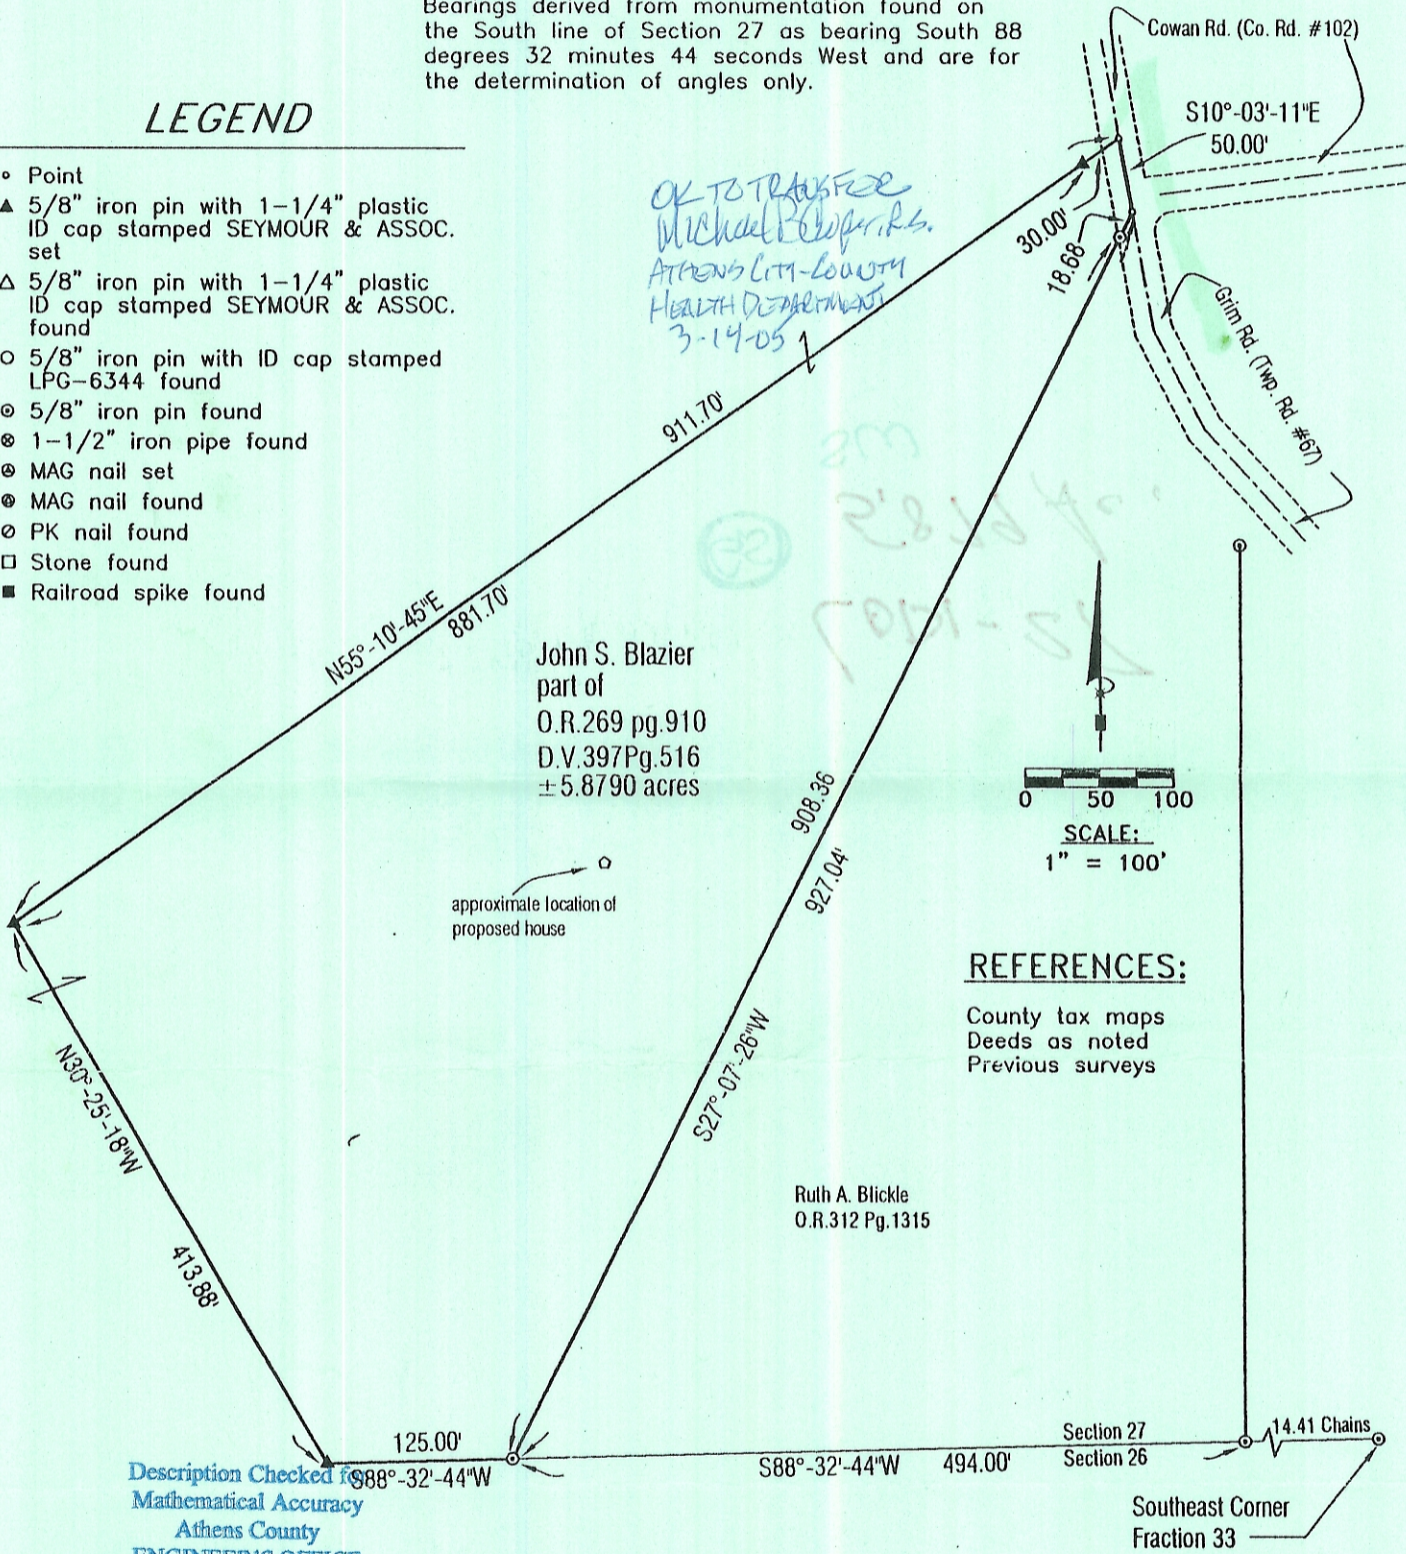 Bearings derived from monumentation found on
the South line of Section 27 as bearing South 88
degrees 32 minutes 44 seconds West and are for
the determination of angles only.
LEGEND
Point
5/8" iron pin with 1-1/4" plastic
ID cap stamped SEYMOUR & ASSOC.
set
5/8" iron pin with 1-1/4" plastic
ID cap stamped SEYMOUR & ASSOC.
found
5/8" iron pin with ID cap stamped
LPG-6344 found
5/8" iron pin found
1-1/2" iron pipe found
MAG nail set
MAG nail found
PK nail found
Stone found
Railroad spike found
Cowan Rd. (Co. Rd. #102)
S10°-03'-11"E
50.00'
OK TO TRANSFER
Michael B Cooper, R.S.
ATHENS CITY-COUNTY
HEALTH DEPARTMENT
3-14-05
30.00'
18.68
Grim Rd. (Twp. Rd. #67)
911.70'
N55°-10'-45"E
881.70'
John S. Blazier
part of
O.R.269 pg.910
D.V.397Pg.516
±5.8790 acres
approximate location of
proposed house
908.36
927.04'
S27°-07'-26"W
0 50 100
SCALE:
1" = 100'
REFERENCES:
County tax maps
Deeds as noted
Previous surveys
N30°-25'-18"W
413.88'
Ruth A. Blickle
O.R.312 Pg.1315
125.00'
S88°-32'-44"W
S88°-32'-44"W 494.00'
Section 27
Section 26
14.41 Chains
Southeast Corner
Fraction 33
Description Checked for
Mathematical Accuracy
Athens County
ENGINEERING OFFICE